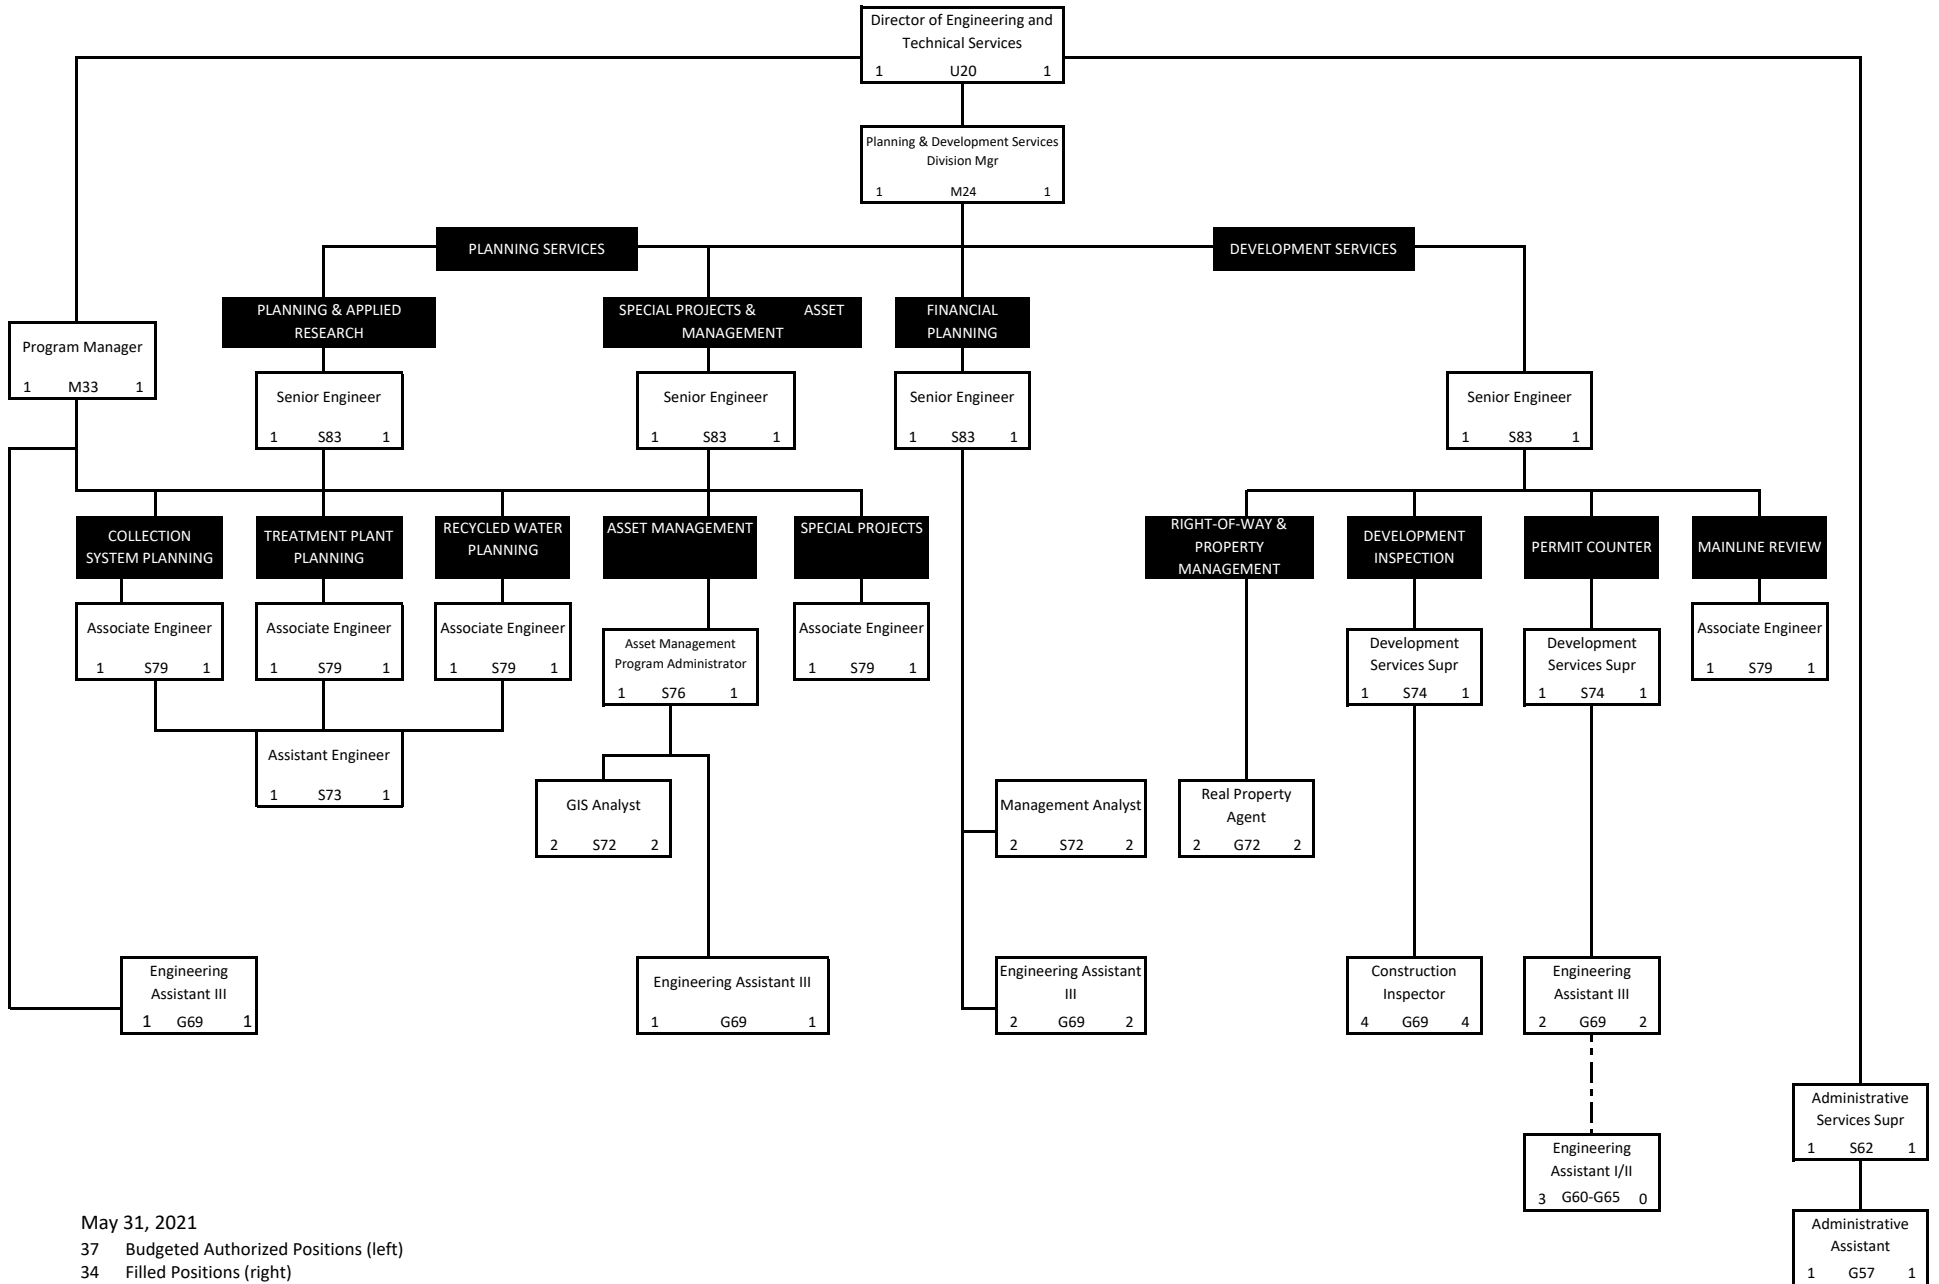 Director of Engineering and
Technical Services
1 U20 1
Planning & Development Services
Division Mgr
1 M24 1
PLANNING SERVICES
DEVELOPMENT SERVICES
PLANNING & APPLIED
RESEARCH
SPECIAL PROJECTS & ASSET
MANAGEMENT
FINANCIAL
PLANNING
Program Manager
1 M33 1
Senior Engineer
1 S83 1
Senior Engineer
1 S83 1
Senior Engineer
1 S83 1
Senior Engineer
1 S83 1
COLLECTION
SYSTEM PLANNING
TREATMENT PLANT
PLANNING
RECYCLED WATER
PLANNING
ASSET MANAGEMENT
SPECIAL PROJECTS
RIGHT-OF-WAY &
PROPERTY
MANAGEMENT
DEVELOPMENT
INSPECTION
PERMIT COUNTER
MAINLINE REVIEW
Associate Engineer
1 S79 1
Associate Engineer
1 S79 1
Associate Engineer
1 S79 1
Asset Management
Program Administrator
1 S76 1
Associate Engineer
1 S79 1
Development
Services Supr
1 S74 1
Development
Services Supr
1 S74 1
Associate Engineer
1 S79 1
Assistant Engineer
1 S73 1
GIS Analyst
2 S72 2
Management Analyst
2 S72 2
Real Property
Agent
2 G72 2
Engineering
Assistant III
1 G69 1
Engineering Assistant III
1 G69 1
Engineering Assistant
III
2 G69 2
Construction
Inspector
4 G69 4
Engineering
Assistant III
2 G69 2
Administrative
Services Supr
1 S62 1
Engineering
Assistant I/II
3 G60-G65 0
Administrative
Assistant
1 G57 1
May 31, 2021
37 Budgeted Authorized Positions (left)
34 Filled Positions (right)